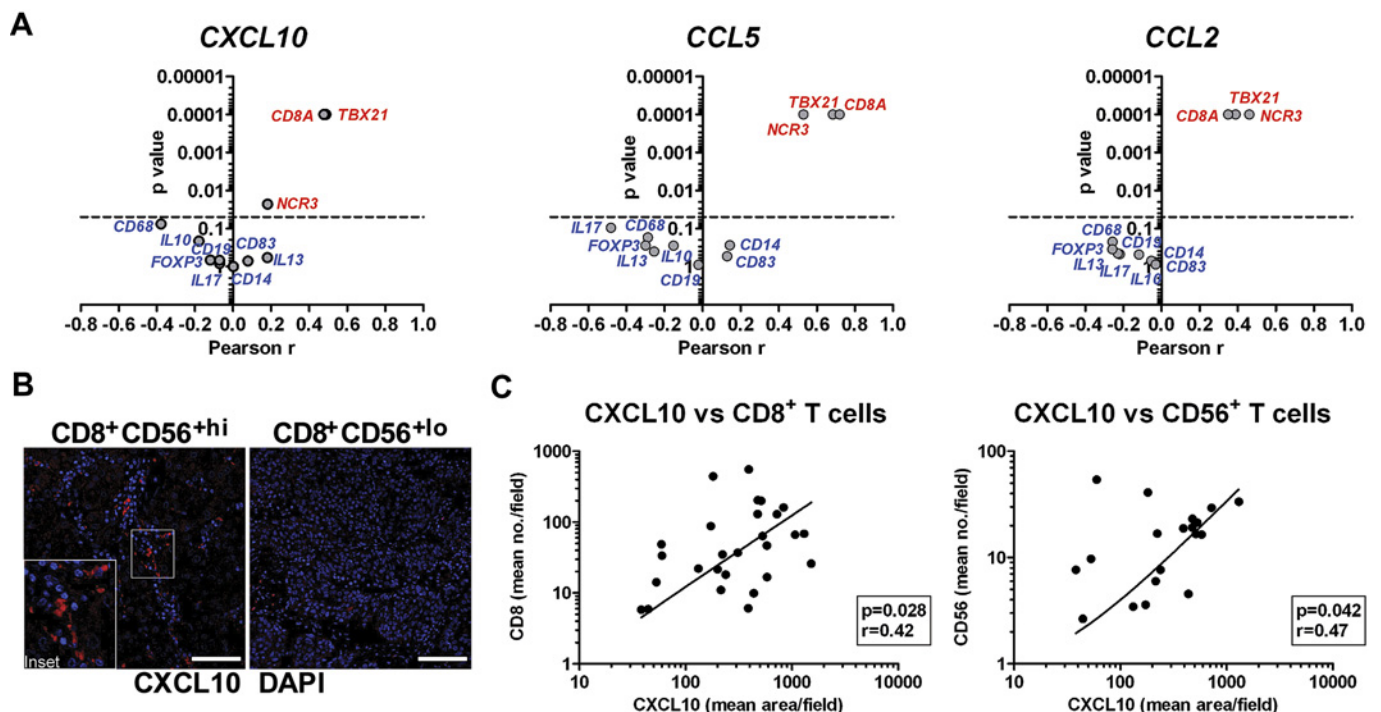 A
CXCL10
CCL5
CCL2
p value
0.00001
0.0001
0.001
0.01
0.1
CD8A
TBX21
NCR3
CD68
IL10
CD19
CD83
FOXP3
IL13
IL17
CD14
-0.8 -0.6 -0.4 -0.2 0.0 0.2 0.4 0.6 0.8 1.0
Pearson r
p value
0.00001
0.0001
0.001
0.01
0.1
1
TBX21
CD8A
NCR3
IL17
CD68
FOXP3
CD14
IL13
IL10
CD83
CD19
-0.8 -0.6 -0.4 -0.2 0.0 0.2 0.4 0.6 0.8 1.0
Pearson r
p value
0.00001
0.0001
0.001
0.01
0.1
1
TBX21
CD8A
NCR3
CD68
CD19
FOXP3
CD14
IL13
IL17
CD83
IL10
-0.8 -0.6 -0.4 -0.2 0.0 0.2 0.4 0.6 0.8 1.0
Pearson r
B
CD8+CD56+hi
CD8+CD56+lo
Inset
CXCL10 DAPI
C
CXCL10 vs CD8+ T cells
CD8 (mean no./field)
1000
100
10
1
p=0.028
r=0.42
10 100 1000 10000
CXCL10 (mean area/field)
CXCL10 vs CD56+ T cells
CD56 (mean no./field)
100
10
1
p=0.042
r=0.47
10 100 1000 10000
CXCL10 (mean area/field)